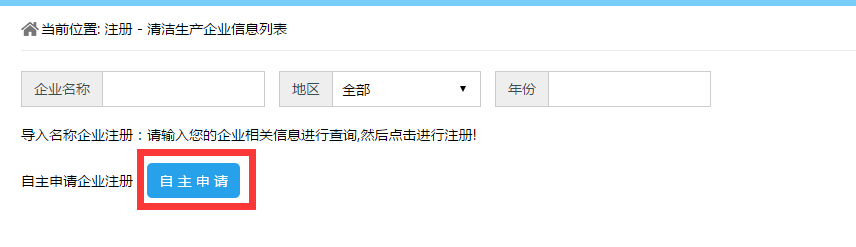 当前位置: 注册 - 清洁生产企业信息列表
企业名称 地区 全部 年份
导入名称企业注册：请输入您的企业相关信息进行查询,然后点击进行注册!
自主申请企业注册 自 主 申 请